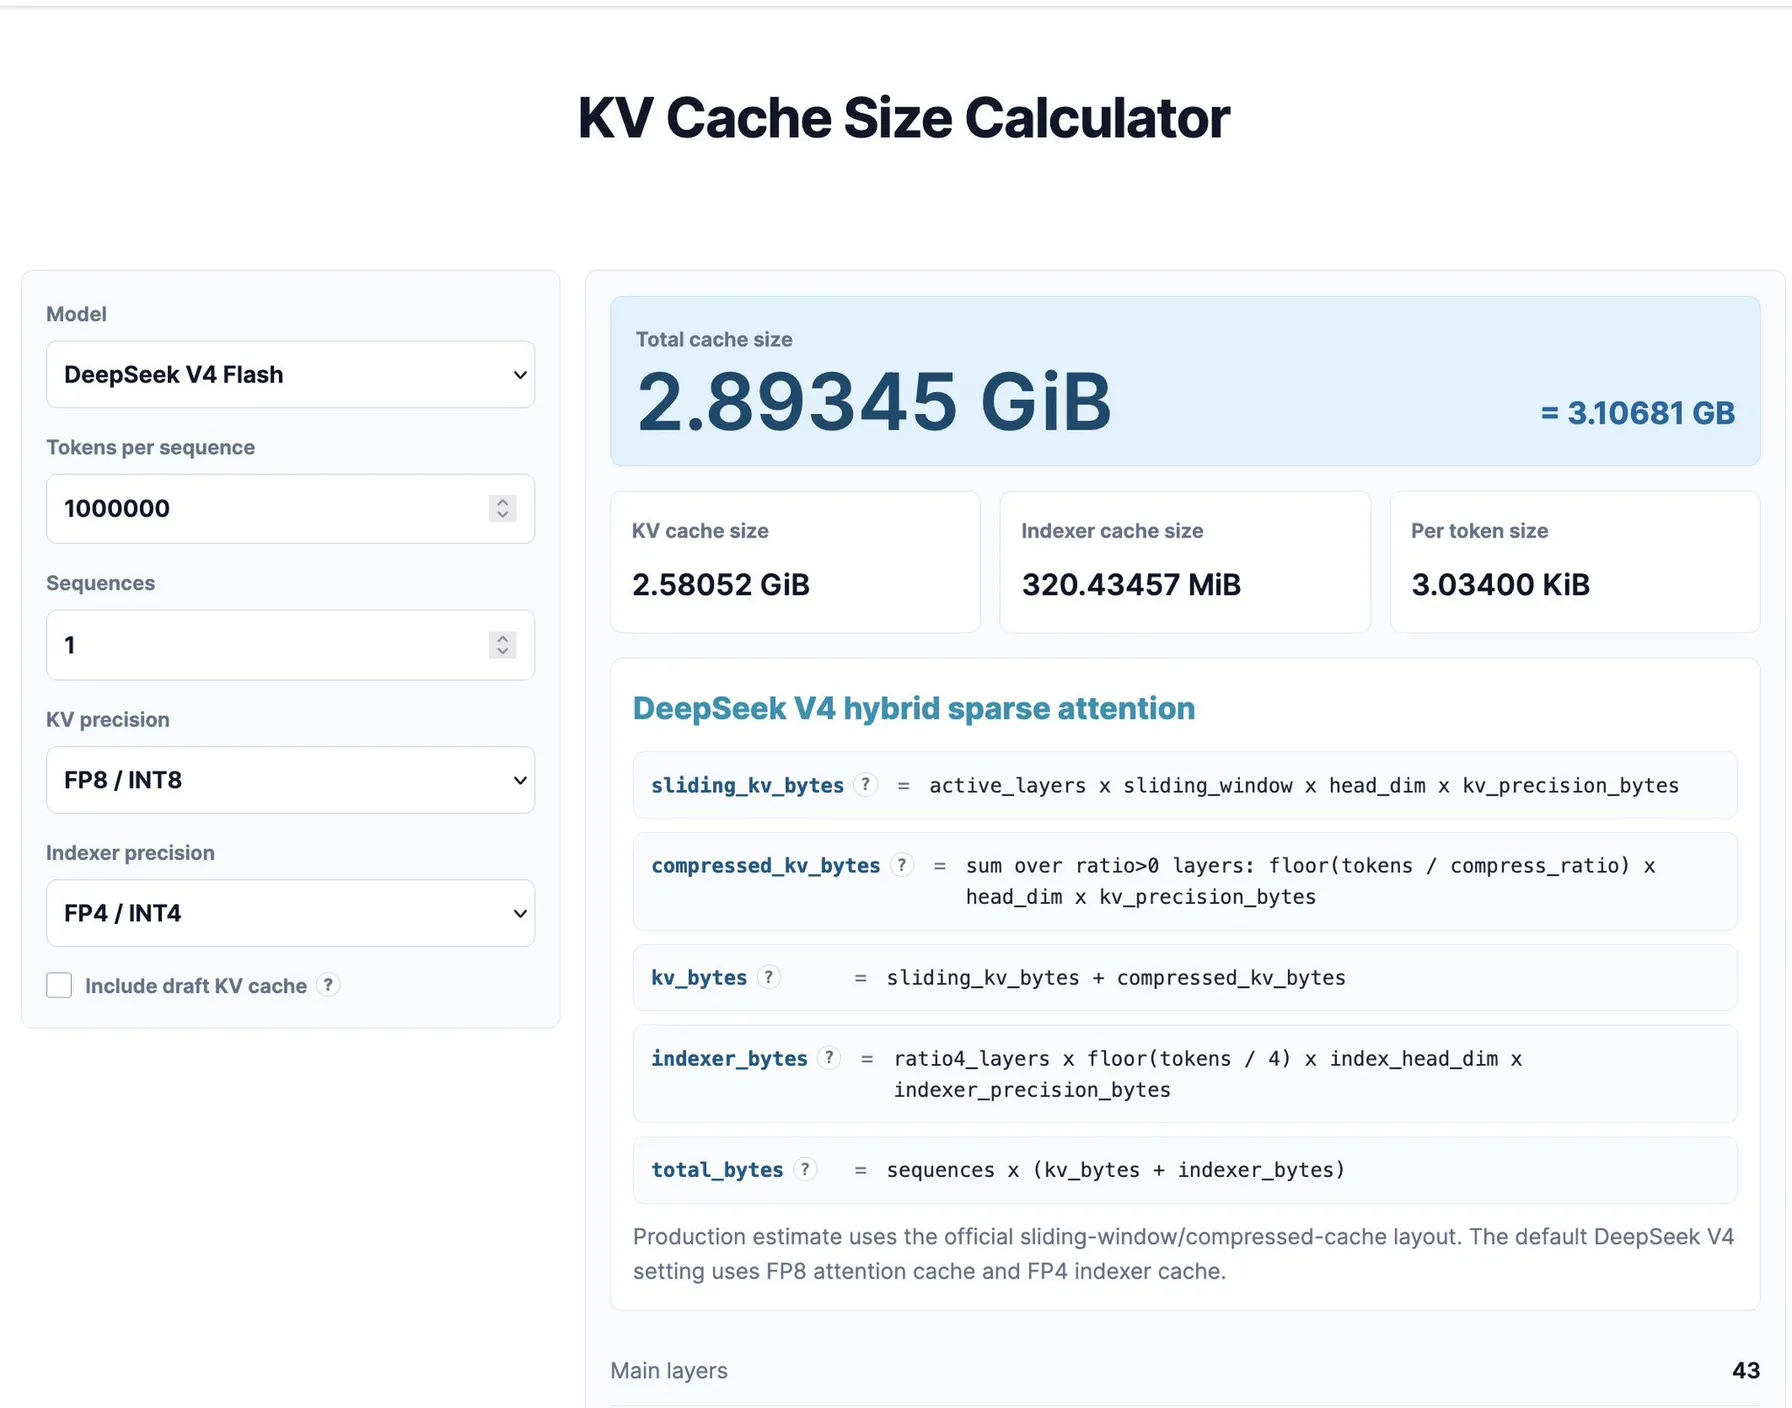 KV Cache Size Calculator
Model
DeepSeek V4 Flash
Tokens per sequence
1000000
Sequences
1
KV precision
FP8 / INT8
Indexer precision
FP4 / INT4
Include draft KV cache ?
Total cache size
2.89345 GiB
= 3.10681 GB
KV cache size
2.58052 GiB
Indexer cache size
320.43457 MiB
Per token size
3.03400 KiB
DeepSeek V4 hybrid sparse attention
sliding_kv_bytes ? = active_layers x sliding_window x head_dim x kv_precision_bytes
compressed_kv_bytes ? = sum over ratio>0 layers: floor(tokens / compress_ratio) x
head_dim x kv_precision_bytes
kv_bytes ? = sliding_kv_bytes + compressed_kv_bytes
indexer_bytes ? = ratio4_layers x floor(tokens / 4) x index_head_dim x
indexer_precision_bytes
total_bytes ? = sequences x (kv_bytes + indexer_bytes)
Production estimate uses the official sliding-window/compressed-cache layout. The default DeepSeek V4
setting uses FP8 attention cache and FP4 indexer cache.
Main layers 43